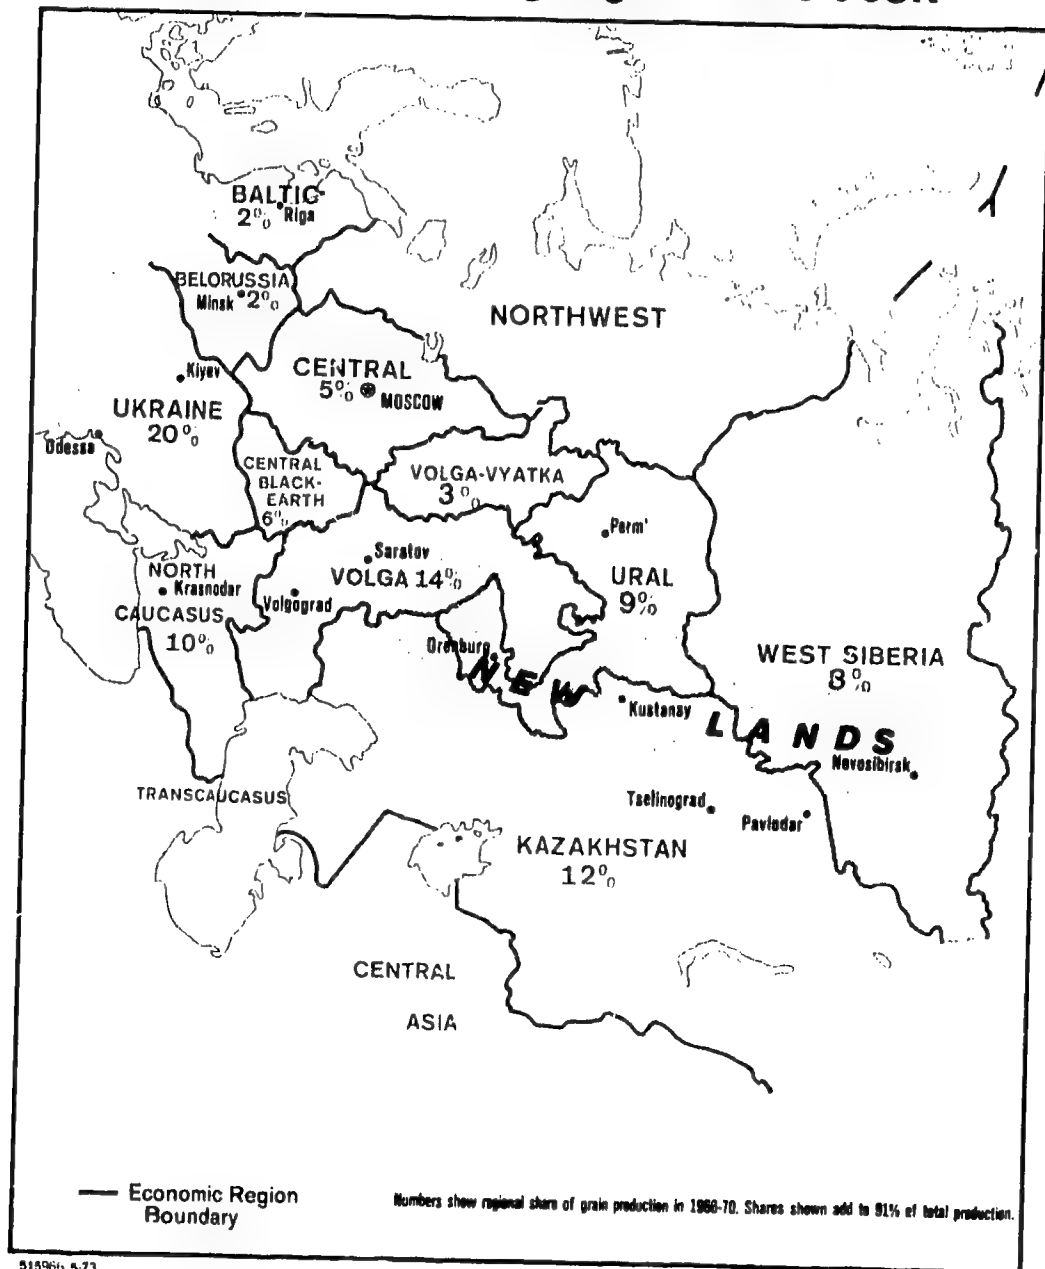 BALTIC
2%
Riga
BELORUSSIA
Minsk 2%
NORTHWEST
Kiyev
CENTRAL
5%
MOSCOW
UKRAINE
20%
Odessa
CENTRAL
BLACK-
EARTH
6%
VOLGA-VYATKA
3%
Perm'
Saratov
VOLGA 14%
URAL
9%
NORTH
Krasnodar
CAUCASUS
10%
Volgograd
Orenburg
WEST SIBERIA
8%
NEW LANDS
Kustanay
Novosibirsk
Tselinograd
Pavlodar
TRANSCAUCASUS
KAZAKHSTAN
12%
CENTRAL
ASIA
Economic Region
Boundary
Numbers show regional share of grain production in 1966-70. Shares shown add to 91% of total production.